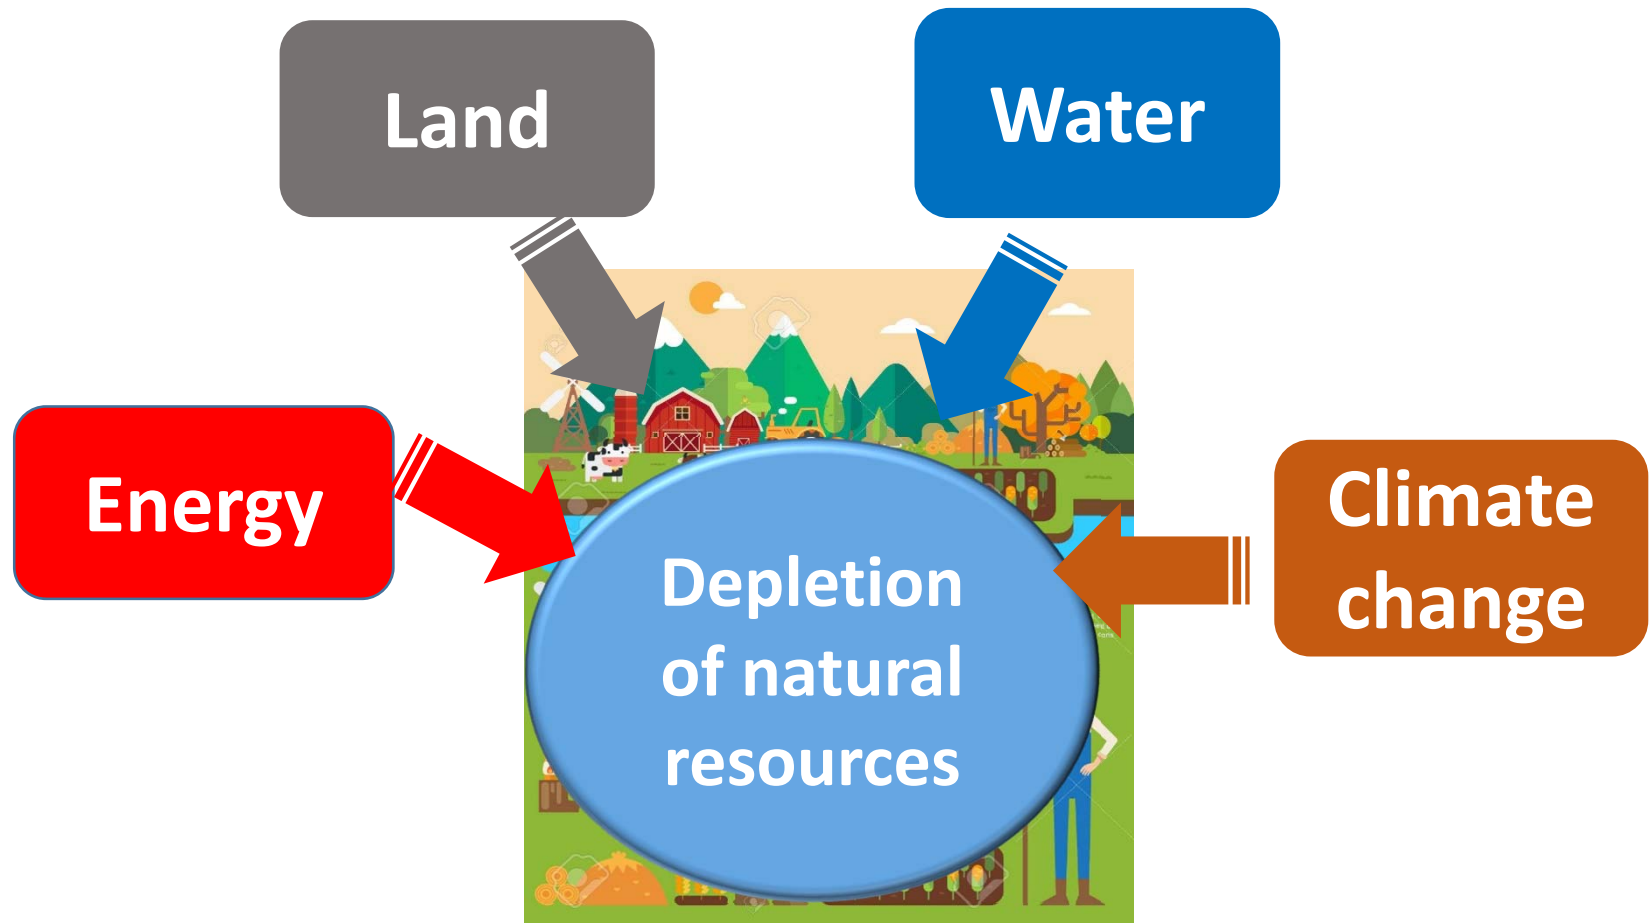 Land
Water
Energy
Climate
change
Depletion
of natural
resources